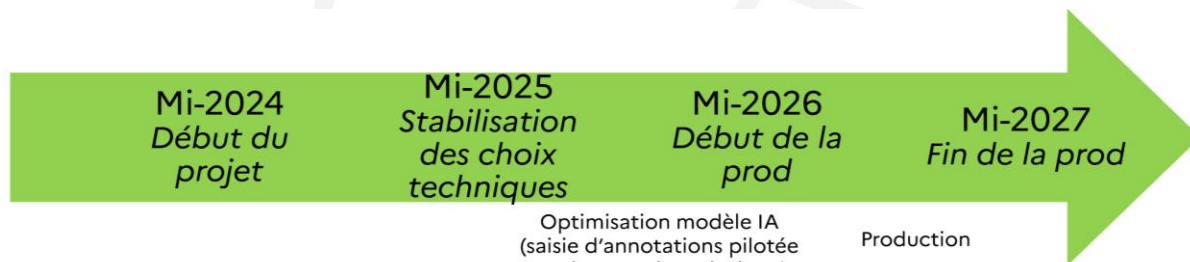 Mi-2024
Début du
projet
Mi-2025
Stabilisation
des choix
techniques
Mi-2026
Début de la
prod
Mi-2027
Fin de la prod
Optimisation modèle IA
(saisie d'annotations pilotée
Production